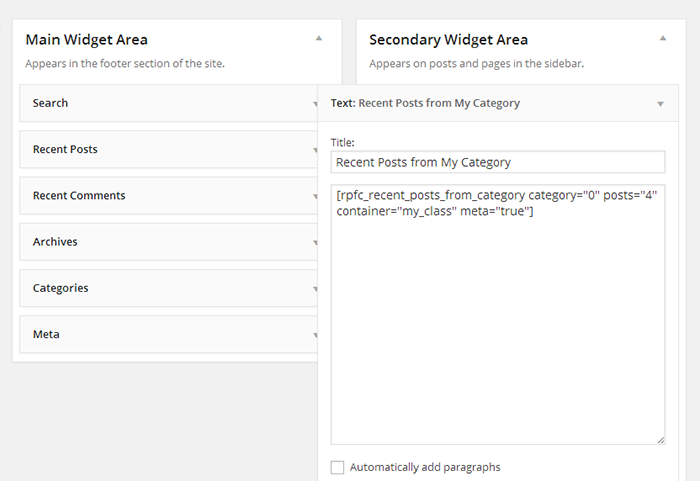 Main Widget Area
Appears in the footer section of the site.
Search
Recent Posts
Recent Comments
Archives
Categories
Meta
Secondary Widget Area
Appears on posts and pages in the sidebar.
Text: Recent Posts from My Category
Title:
Recent Posts from My Category
[rpfc_recent_posts_from_category category="0" posts="4"
container="my_class" meta="true"]
Automatically add paragraphs